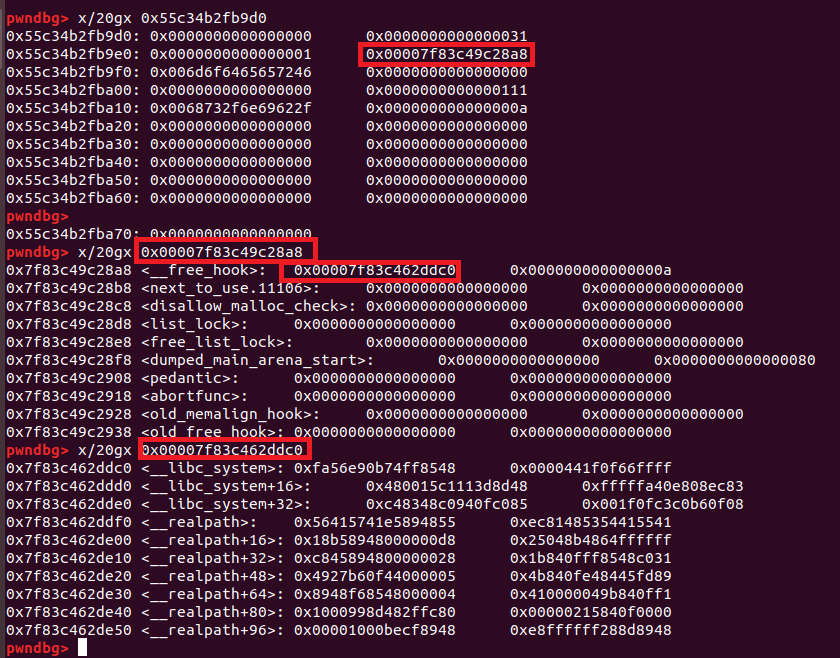 pwndbg> x/20gx 0x55c34b2fb9d0
0x55c34b2fb9d0: 0x0000000000000000 0x0000000000000031
0x55c34b2fb9e0: 0x0000000000000001 0x00007f83c49c28a8
0x55c34b2fb9f0: 0x006d6f6465657246 0x0000000000000000
0x55c34b2fba00: 0x0000000000000000 0x0000000000000111
0x55c34b2fba10: 0x0068732f6e69622f 0x000000000000000a
0x55c34b2fba20: 0x0000000000000000 0x0000000000000000
0x55c34b2fba30: 0x0000000000000000 0x0000000000000000
0x55c34b2fba40: 0x0000000000000000 0x0000000000000000
0x55c34b2fba50: 0x0000000000000000 0x0000000000000000
0x55c34b2fba60: 0x0000000000000000 0x0000000000000000
pwndbg>
0x55c34b2fba70: 0x0000000000000000
pwndbg> x/20gx 0x00007f83c49c28a8
0x7f83c49c28a8 <__free_hook>: 0x00007f83c462ddc0 0x000000000000000a
0x7f83c49c28b8 <next_to_use.11106>: 0x0000000000000000 0x0000000000000000
0x7f83c49c28c8 <disallow_malloc_check>: 0x0000000000000000 0x0000000000000000
0x7f83c49c28d8 <list_lock>: 0x0000000000000000 0x0000000000000000
0x7f83c49c28e8 <free_list_lock>: 0x0000000000000000 0x0000000000000000
0x7f83c49c28f8 <dumped_main_arena_start>: 0x0000000000000000 0x0000000000000080
0x7f83c49c2908 <pedantic>: 0x0000000000000000 0x0000000000000000
0x7f83c49c2918 <abortfunc>: 0x0000000000000000 0x0000000000000000
0x7f83c49c2928 <old_memalign_hook>: 0x0000000000000000 0x0000000000000000
0x7f83c49c2938 <old_free_hook>: 0x0000000000000000 0x0000000000000000
pwndbg> x/20gx 0x00007f83c462ddc0
0x7f83c462ddc0 <__libc_system>: 0xfa56e90b74ff8548 0x0000441f0f66ffff
0x7f83c462ddd0 <__libc_system+16>: 0x480015c1113d8d48 0xfffffa40e808ec83
0x7f83c462dde0 <__libc_system+32>: 0xc48348c0940fc085 0x001f0fc3c0b60f08
0x7f83c462ddf0 <__realpath>: 0x56415741e5894855 0xec81485354415541
0x7f83c462de00 <__realpath+16>: 0x18b58948000000d8 0x25048b4864ffffff
0x7f83c462de10 <__realpath+32>: 0xc845894800000028 0x1b840fff8548c031
0x7f83c462de20 <__realpath+48>: 0x4927b60f44000005 0x4b840fe48445fd89
0x7f83c462de30 <__realpath+64>: 0x8948f68548000004 0x410000049b840ff1
0x7f83c462de40 <__realpath+80>: 0x1000998d482ffc80 0x00000215840f0000
0x7f83c462de50 <__realpath+96>: 0x00001000becf8948 0xe8ffffff288d8948
pwndbg>